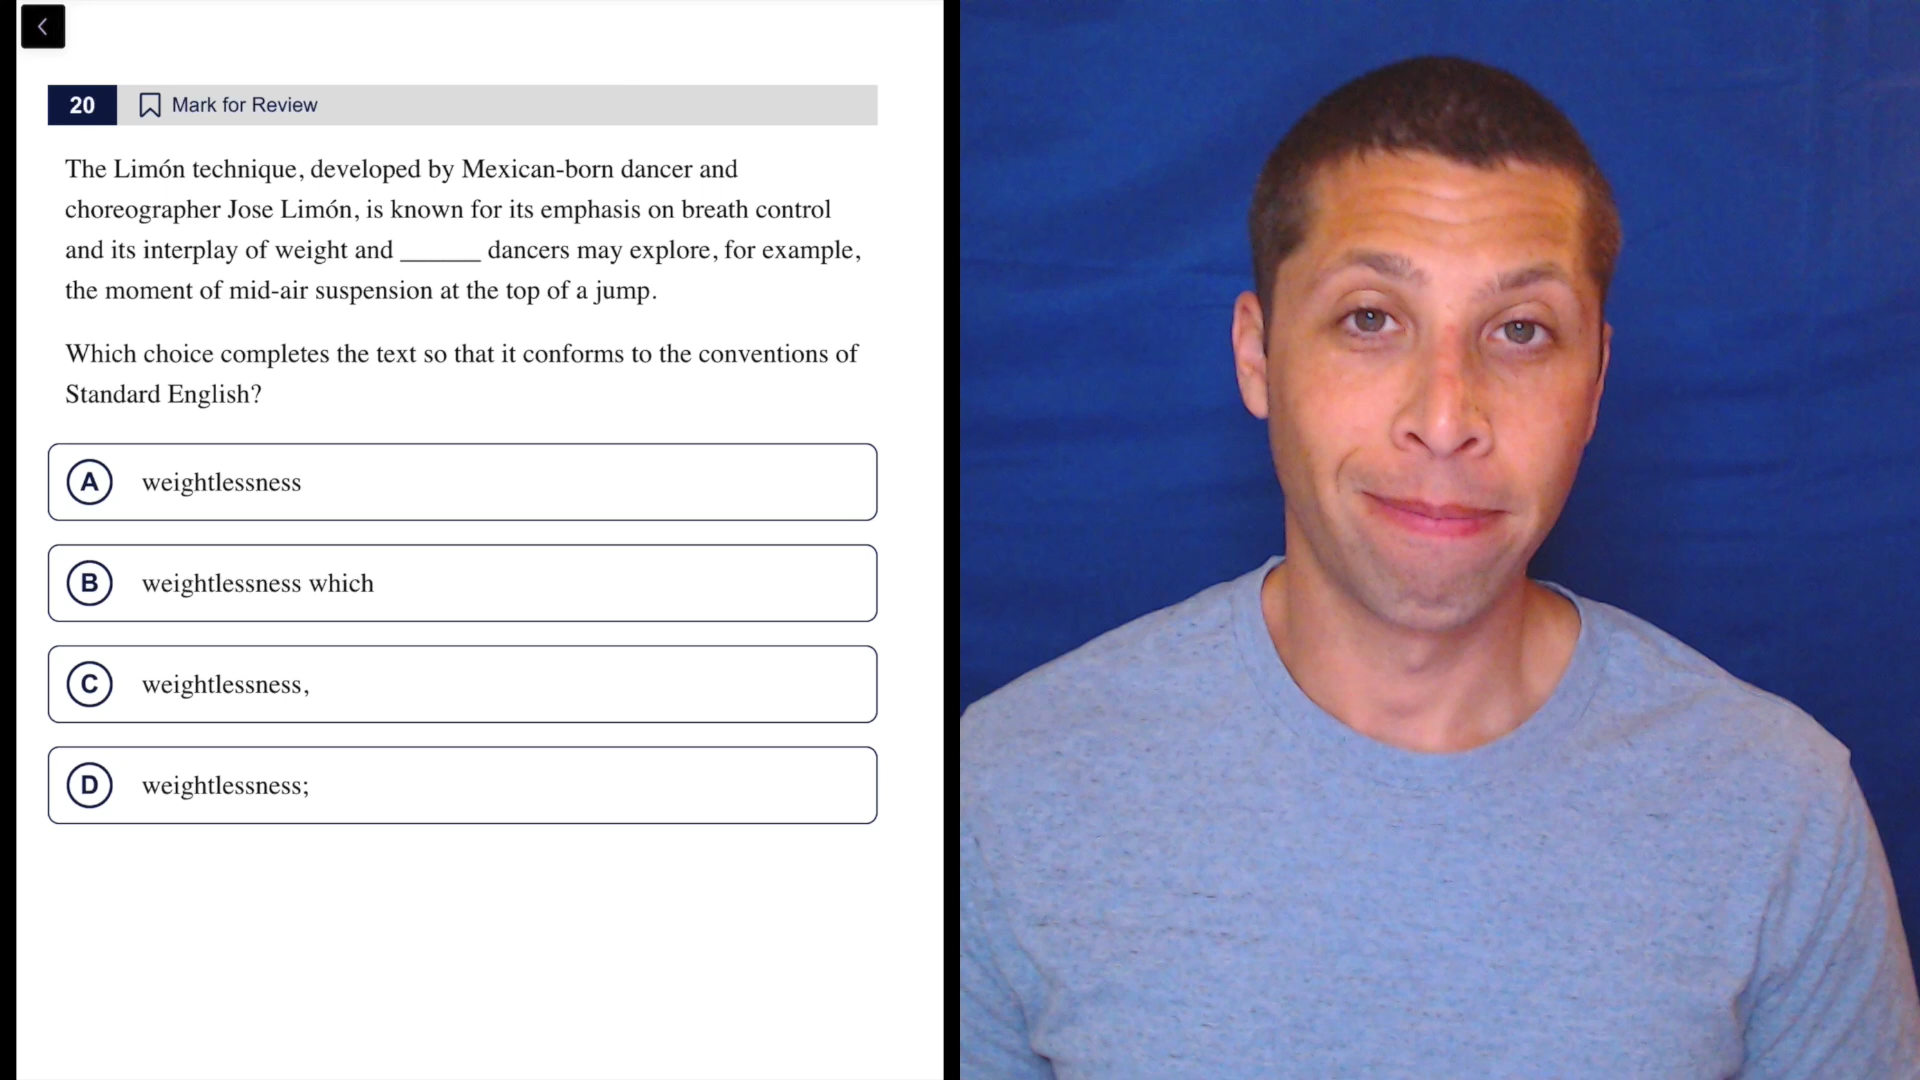 20 Mark for Review
The Limón technique, developed by Mexican-born dancer and
choreographer Jose Limón, is known for its emphasis on breath control
and its interplay of weight and ______ dancers may explore, for example,
the moment of mid-air suspension at the top of a jump.
Which choice completes the text so that it conforms to the conventions of
Standard English?
A weightlessness
B weightlessness which
C weightlessness,
D weightlessness;